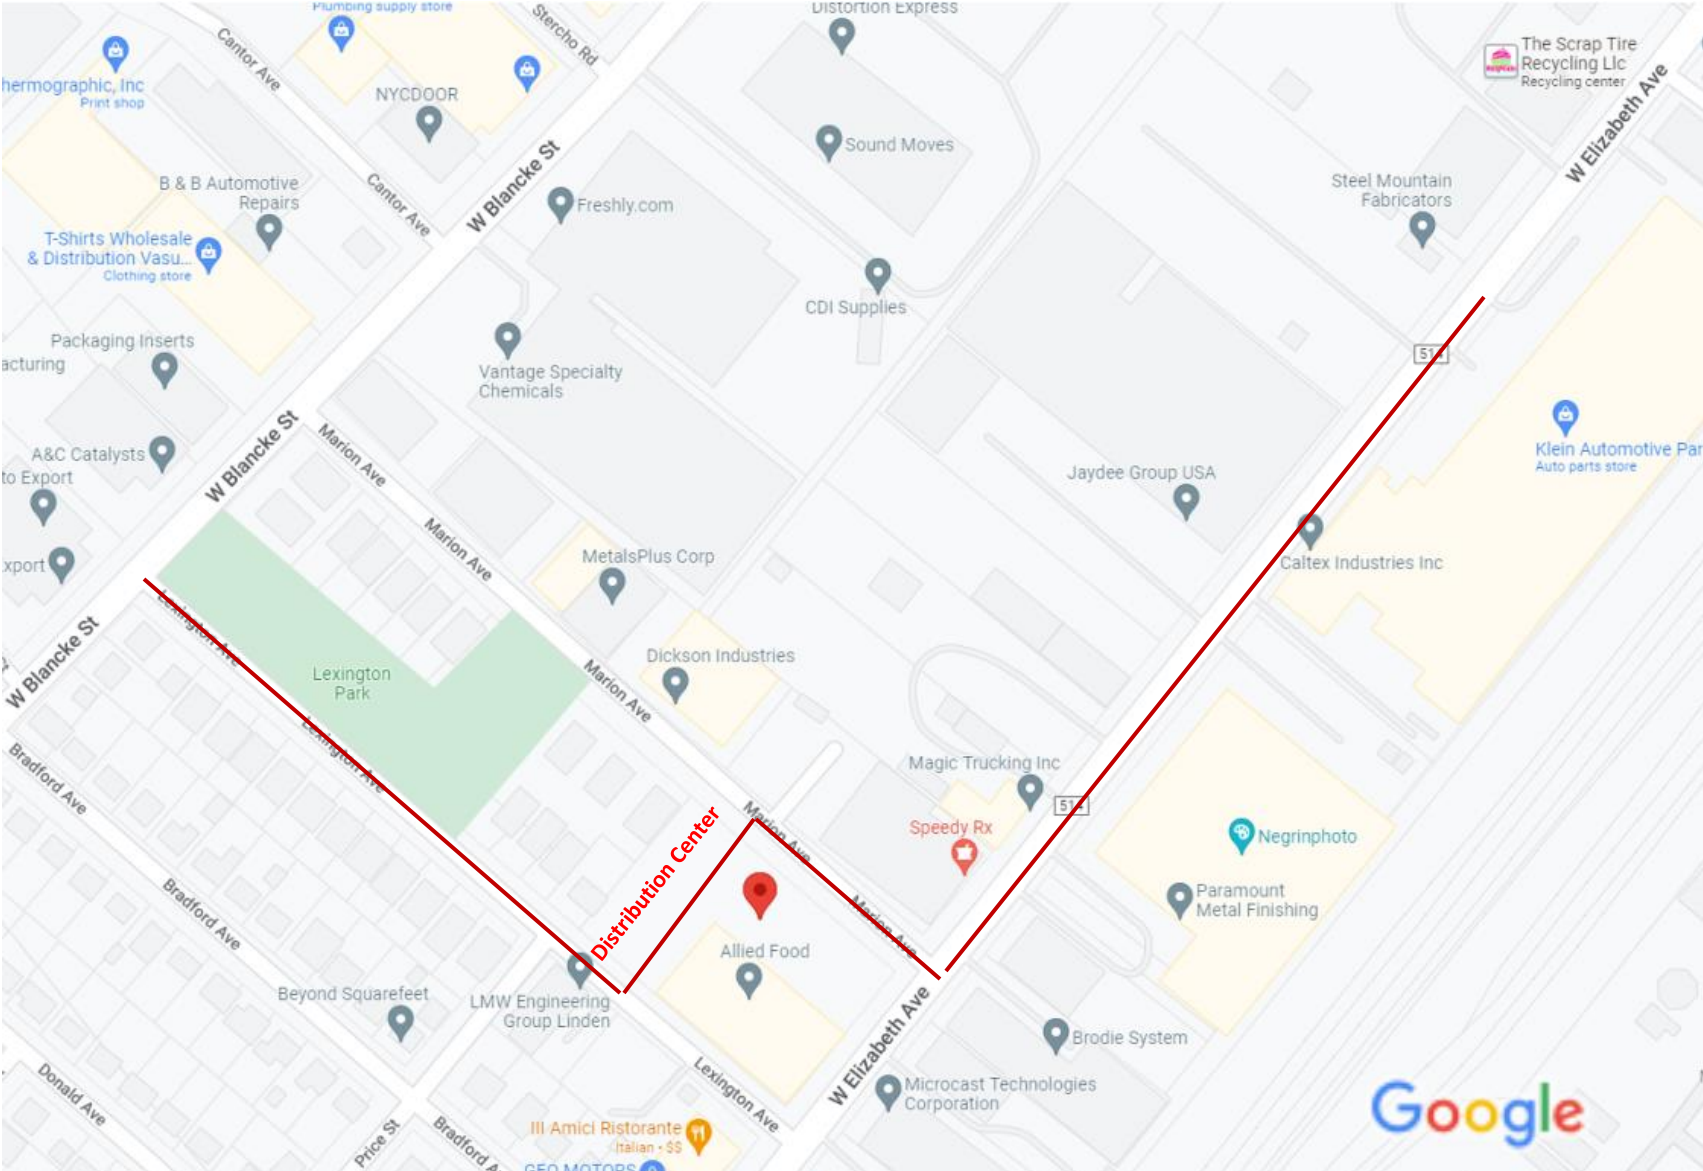 Plumbing supply store
Stercho Rd
Distortion Express
The Scrap Tire
Recycling Llc
Recycling center
Cantor Ave
hermographic, Inc
Print shop
NYCDOOR
W Elizabeth Ave
Sound Moves
W Blancke St
B & B Automotive
Repairs
Cantor Ave
Freshly.com
Steel Mountain
Fabricators
T-Shirts Wholesale
& Distribution Vasu...
Clothing store
CDI Supplies
Packaging Inserts
acturing
Vantage Specialty
Chemicals
514
W Blancke St
Marion Ave
A&C Catalysts
to Export
Klein Automotive Par
Auto parts store
Jaydee Group USA
Marion Ave
xport
MetalsPlus Corp
Caltex Industries Inc
Lexington Ave
W Blancke St
Lexington
Park
Dickson Industries
Marion Ave
Lexington Ave
Bradford Ave
Magic Trucking Inc
514
Marion Ave
Speedy Rx
Negrinphoto
Distribution Center
Paramount
Metal Finishing
Bradford Ave
Marion Ave
Allied Food
Beyond Squarefeet
LMW Engineering
Group Linden
W Elizabeth Ave
Brodie System
Lexington Ave
Microcast Technologies
Corporation
Donald Ave
Google
Price St
Bradford A
Ill Amici Ristorante
Italian • $$
GEO MOTORS